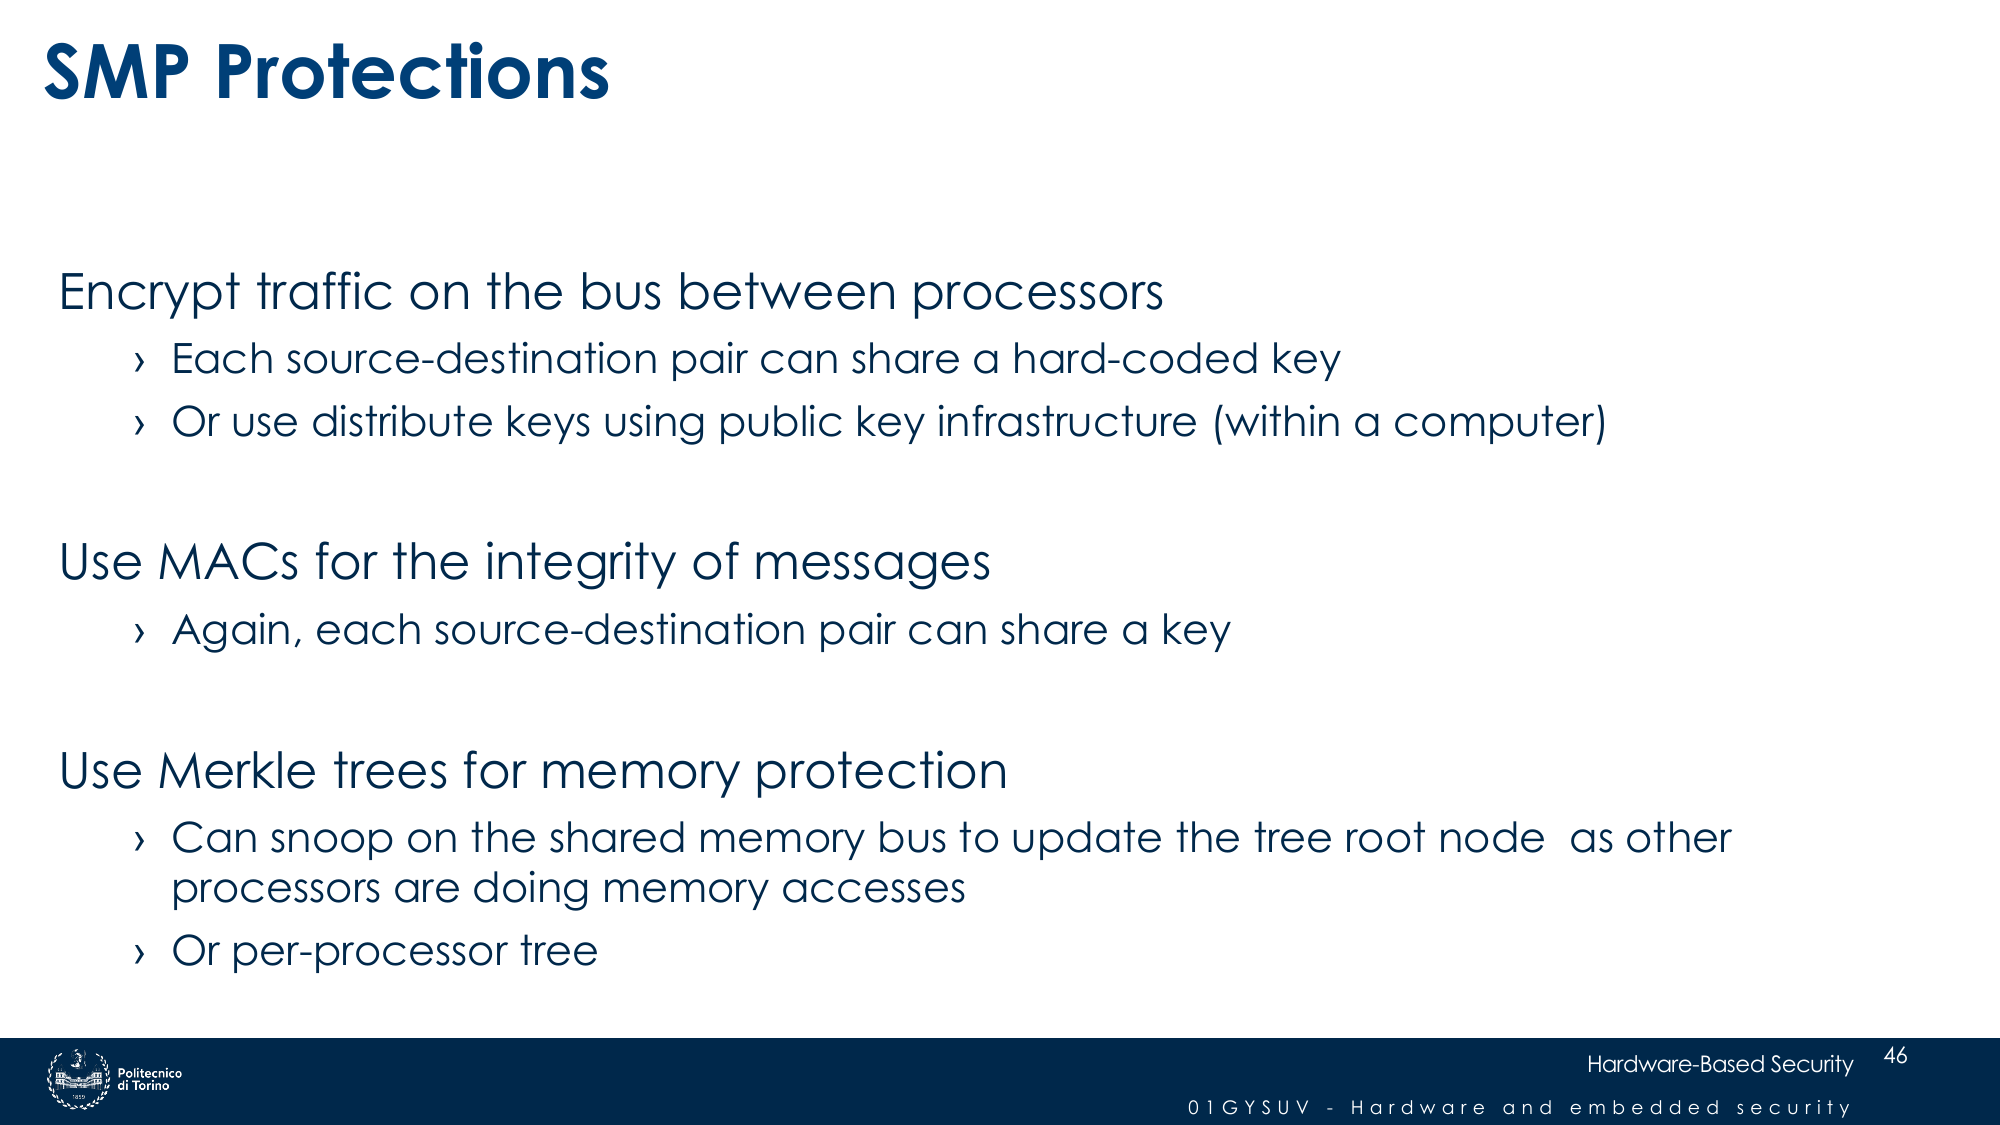 SMP Protections
Encrypt traffic on the bus between processors
› Each source-destination pair can share a hard-coded key
› Or use distribute keys using public key infrastructure (within a computer)
Use MACs for the integrity of messages
› Again, each source-destination pair can share a key
Use Merkle trees for memory protection
› Can snoop on the shared memory bus to update the tree root node  as other
processors are doing memory accesses
› Or per-processor tree
1859
Politecnico
di Torino
Hardware-Based Security
46
01GYSUV - Hardware and embedded security